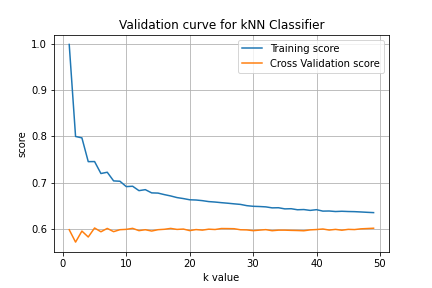 Validation curve for kNN Classifier
Training score
Cross Validation score
score
1.0
0.9
0.8
0.7
0.6
0 10 20 30 40 50
k value